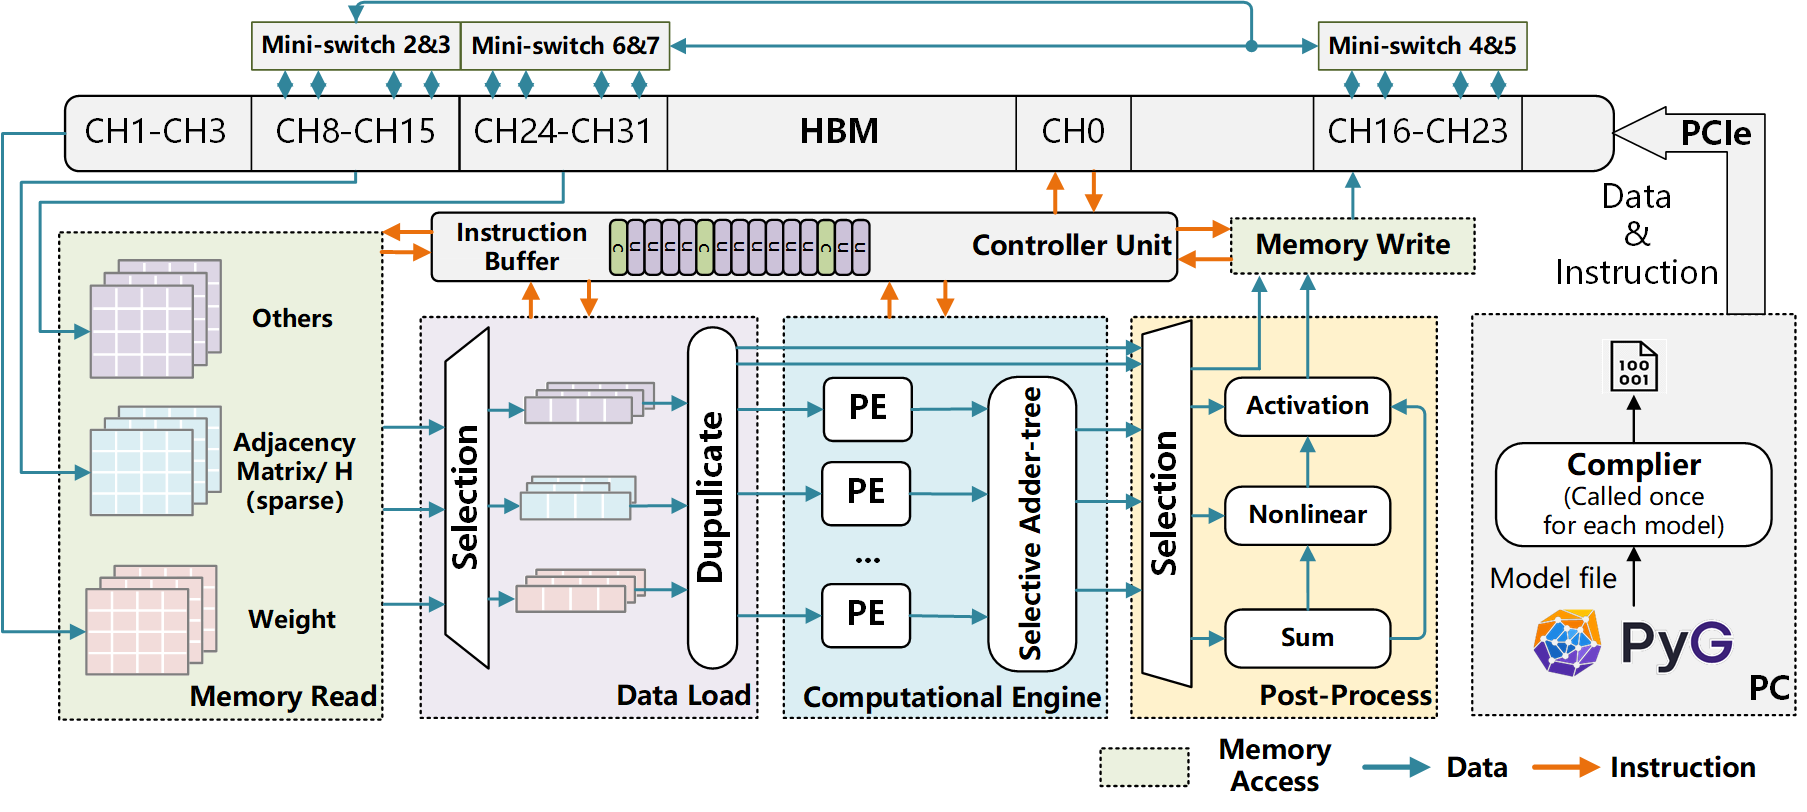 Mini-switch 2&3
Mini-switch 6&7
Mini-switch 4&5
CH1-CH3
CH8-CH15
CH24-CH31
HBM
CH0
CH16-CH23
PCIe
Data
&
Instruction
Instruction
Buffer
c n n n n c n n n n n n c n n
Controller Unit
Memory Write
Others
Adjacency
Matrix/ H
(sparse)
Weight
Memory Read
Selection
Dupulicate
Data Load
PE
PE
...
PE
Selective Adder-tree
Computational Engine
Selection
Activation
Nonlinear
Sum
Post-Process
100
001
Complier
(Called once
for each model)
Model file
PyG
PC
Memory
Access
Data
Instruction